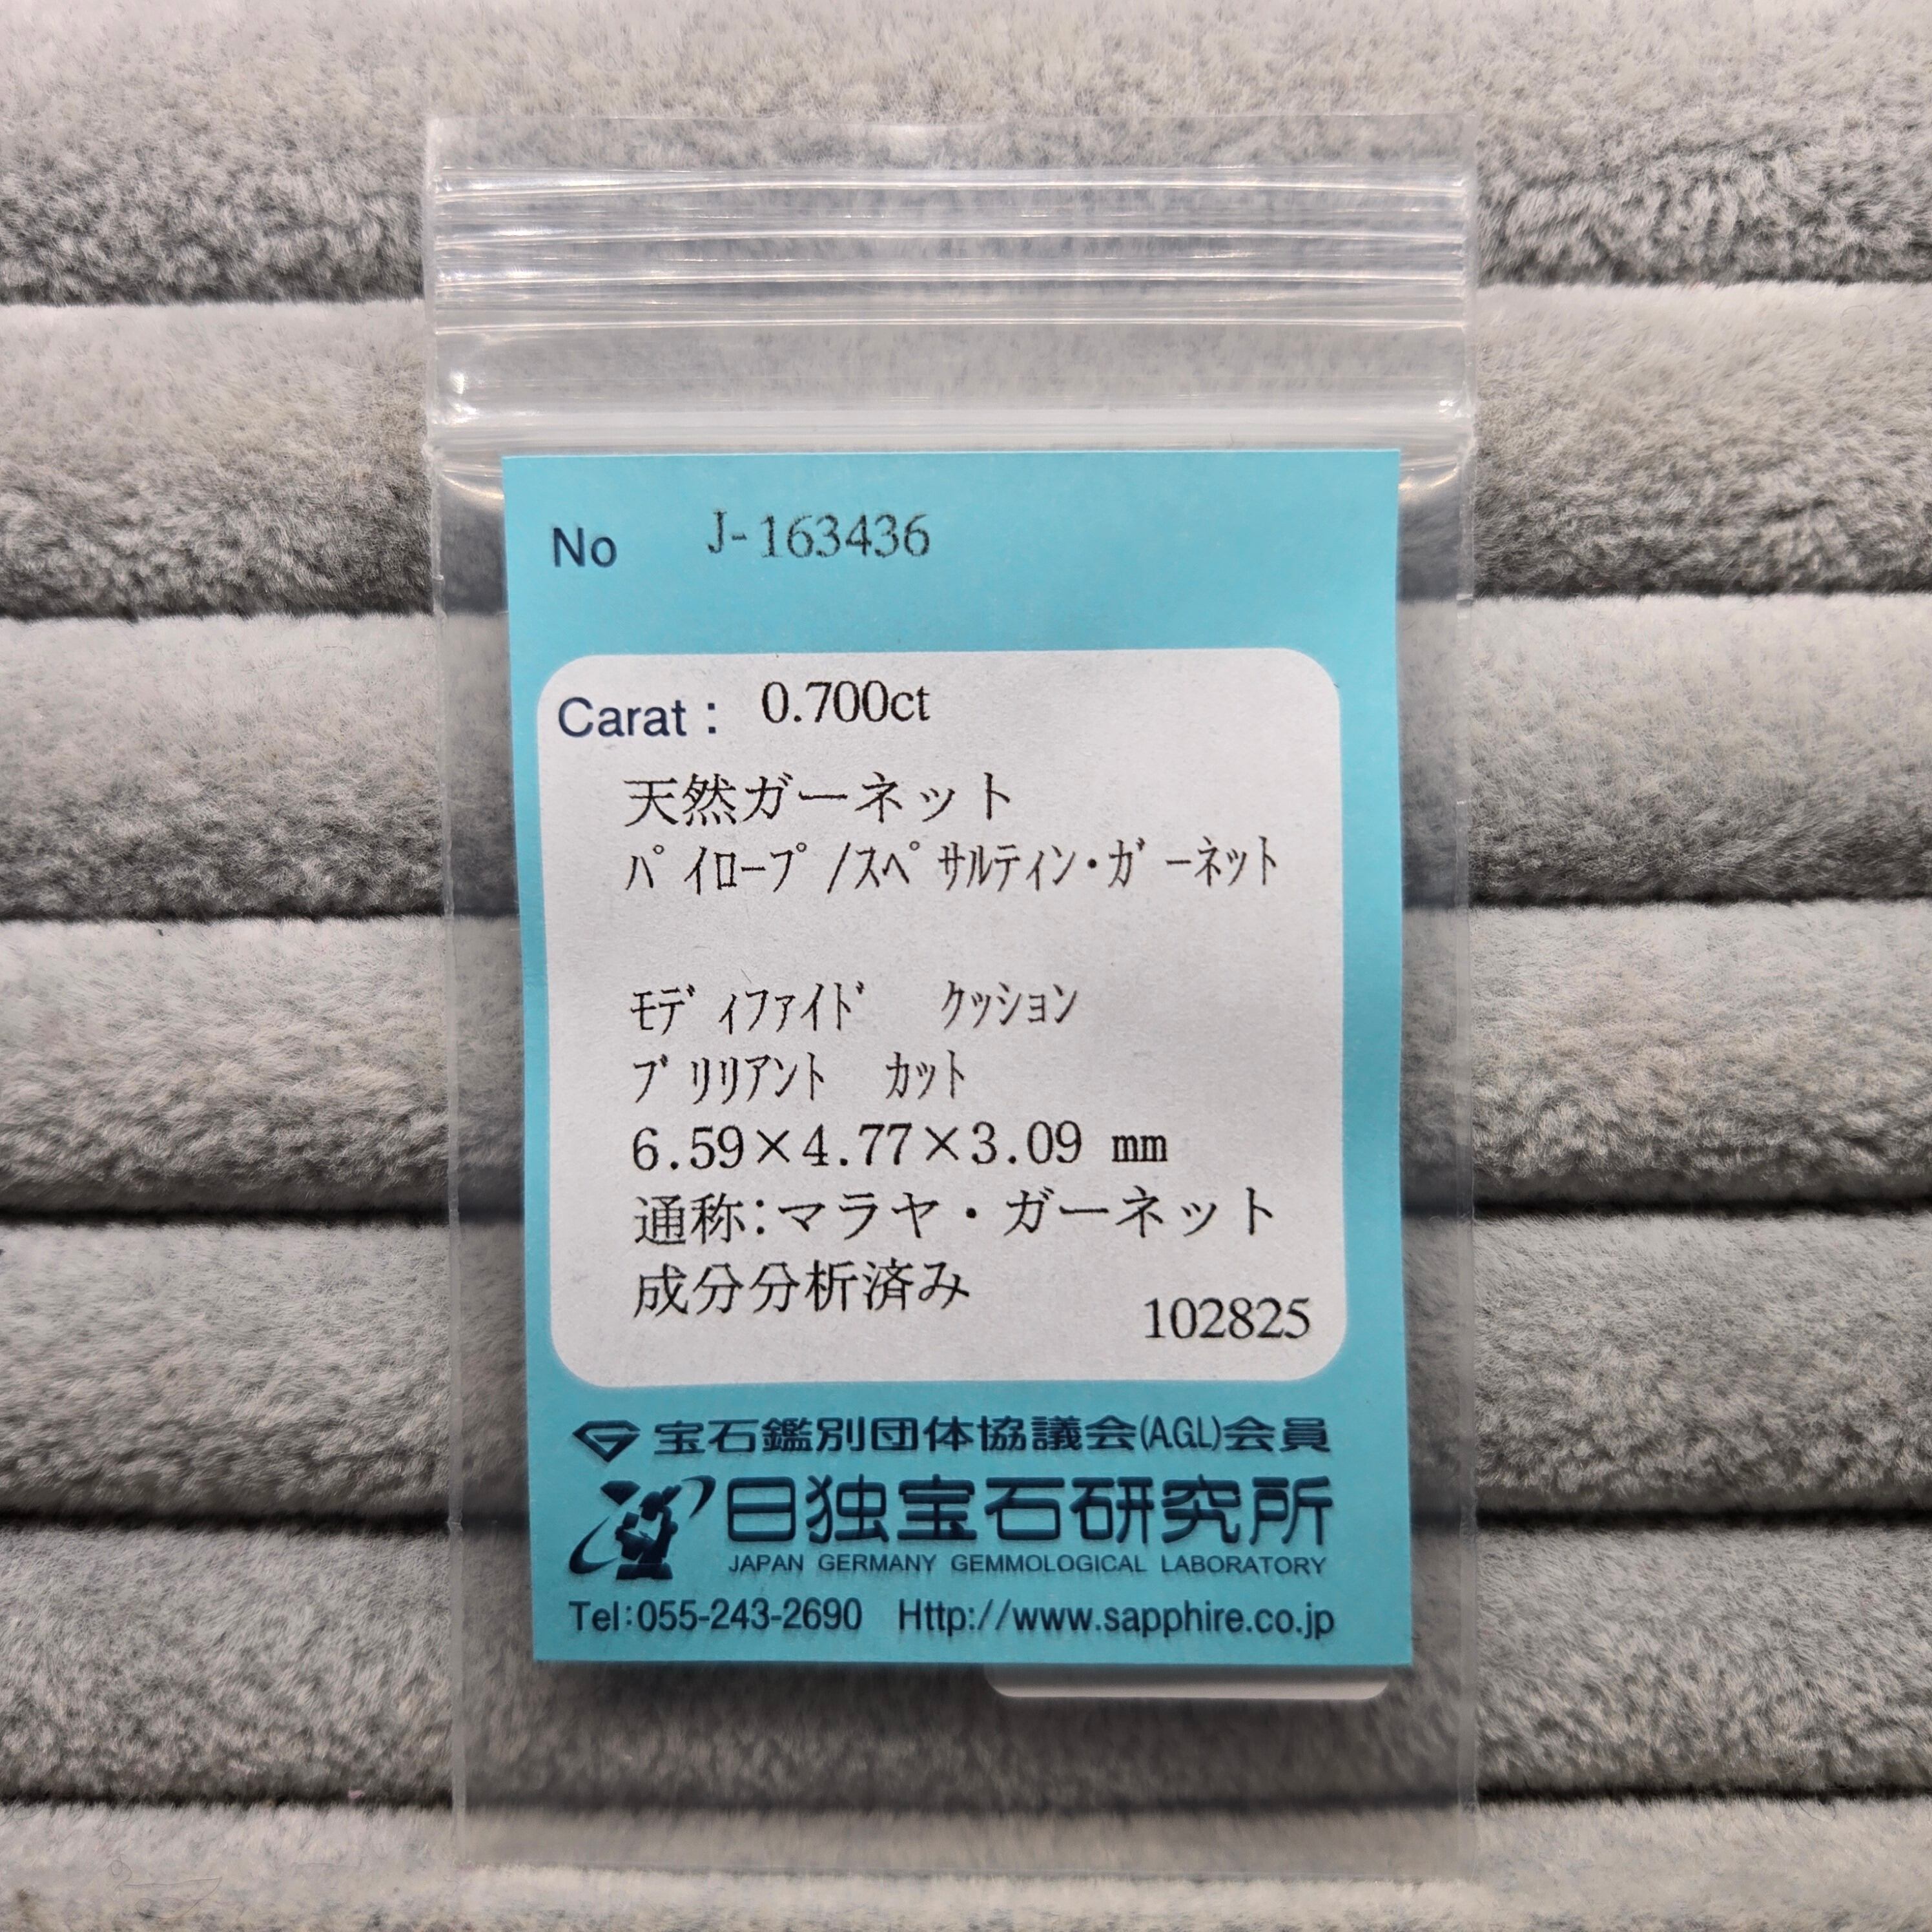 No J-163436
Carat: 0.700ct
天然ガーネット
ﾊﾟｲﾛｰﾌﾟ/ｽﾍﾟｻﾙﾃｨﾝ・ｶﾞｰﾈｯﾄ
ﾓﾃﾞｨﾌｧｲﾄﾞ ｸｯｼｮﾝ
ﾌﾞﾘﾘｱﾝﾄ ｶｯﾄ
6.59×4.77×3.09 mm
通称:マラヤ・ガーネット
成分分析済み
102825
宝石鑑別団体協議会(AGL)会員
日独宝石研究所
JAPAN GERMANY GEMMOLOGICAL LABORATORY
Tel:055-243-2690 Http://www.sapphire.co.jp